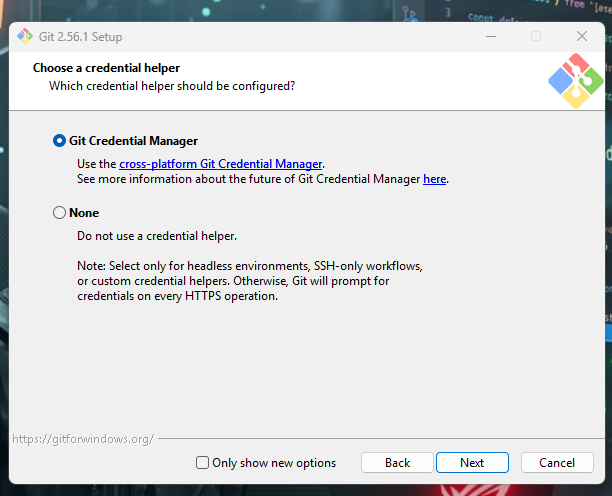 Git 2.56.1 Setup
Choose a credential helper
Which credential helper should be configured?
Git Credential Manager
Use the cross-platform Git Credential Manager.
See more information about the future of Git Credential Manager here.
None
Do not use a credential helper.
Note: Select only for headless environments, SSH-only workflows,
or custom credential helpers. Otherwise, Git will prompt for
credentials on every HTTPS operation.
https://gitforwindows.org/
Only show new options
Back
Next
Cancel